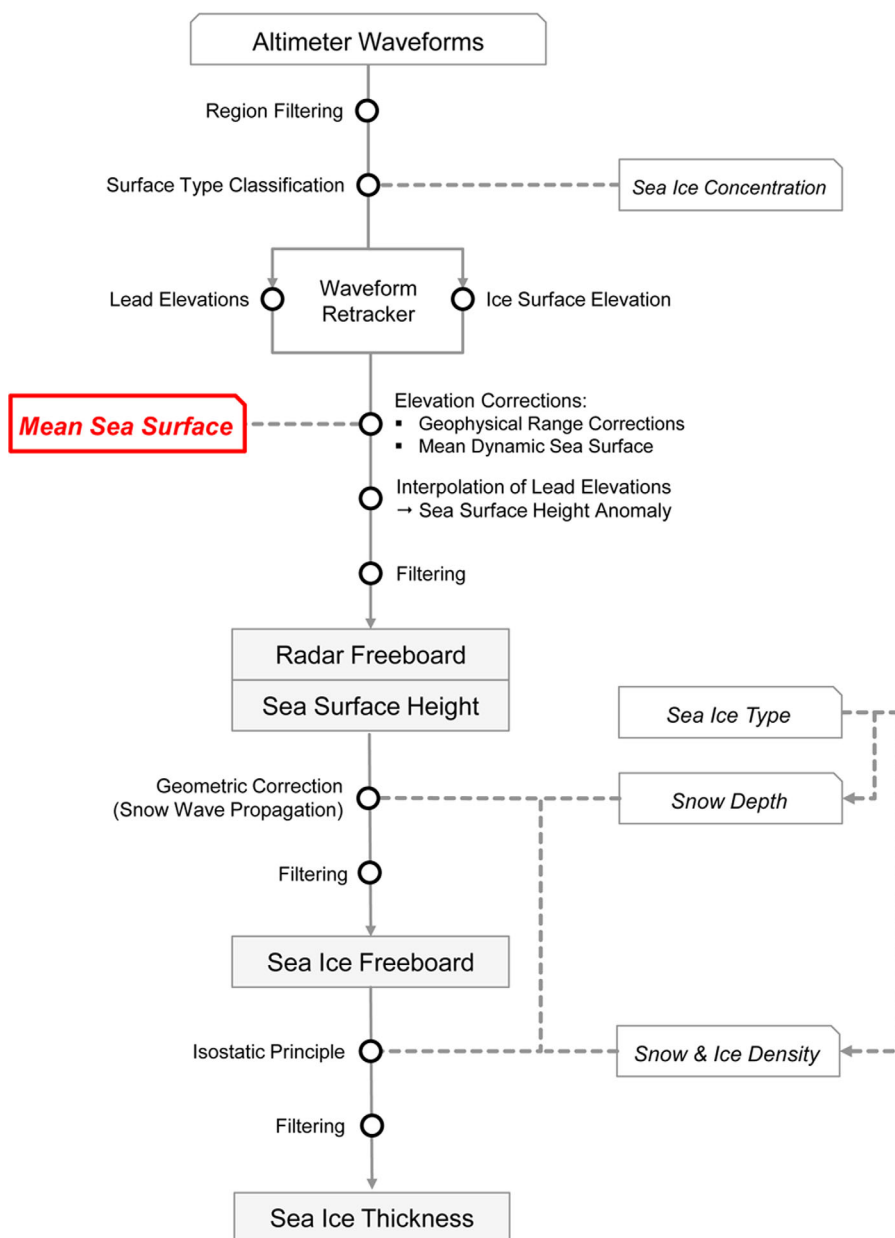 Altimeter Waveforms
Region Filtering
Surface Type Classification
Sea Ice Concentration
Lead Elevations
Waveform
Retracker
Ice Surface Elevation
Mean Sea Surface
Elevation Corrections:
▪ Geophysical Range Corrections
▪ Mean Dynamic Sea Surface
Interpolation of Lead Elevations
→ Sea Surface Height Anomaly
Filtering
Radar Freeboard
Sea Surface Height
Sea Ice Type
Geometric Correction
(Snow Wave Propagation)
Snow Depth
Filtering
Sea Ice Freeboard
Isostatic Principle
Snow & Ice Density
Filtering
Sea Ice Thickness